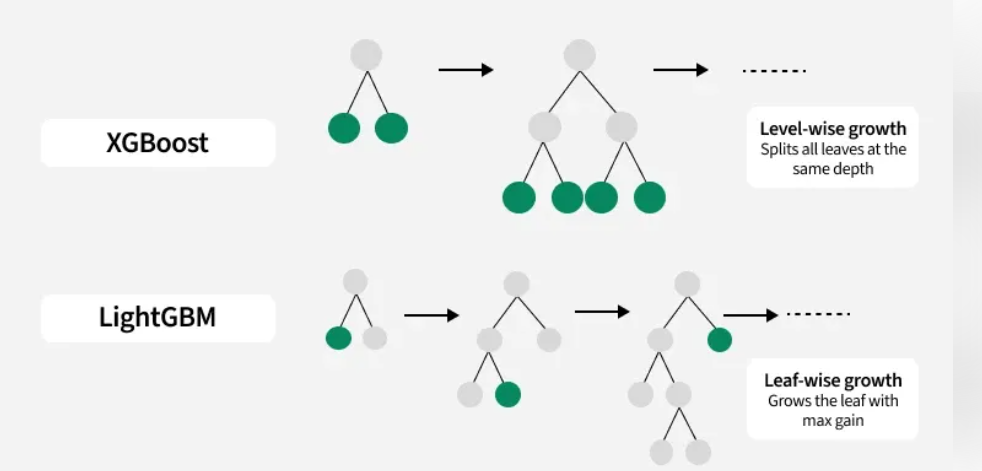 XGBoost
Level-wise growth
Splits all leaves at the
same depth
LightGBM
Leaf-wise growth
Grows the leaf with
max gain